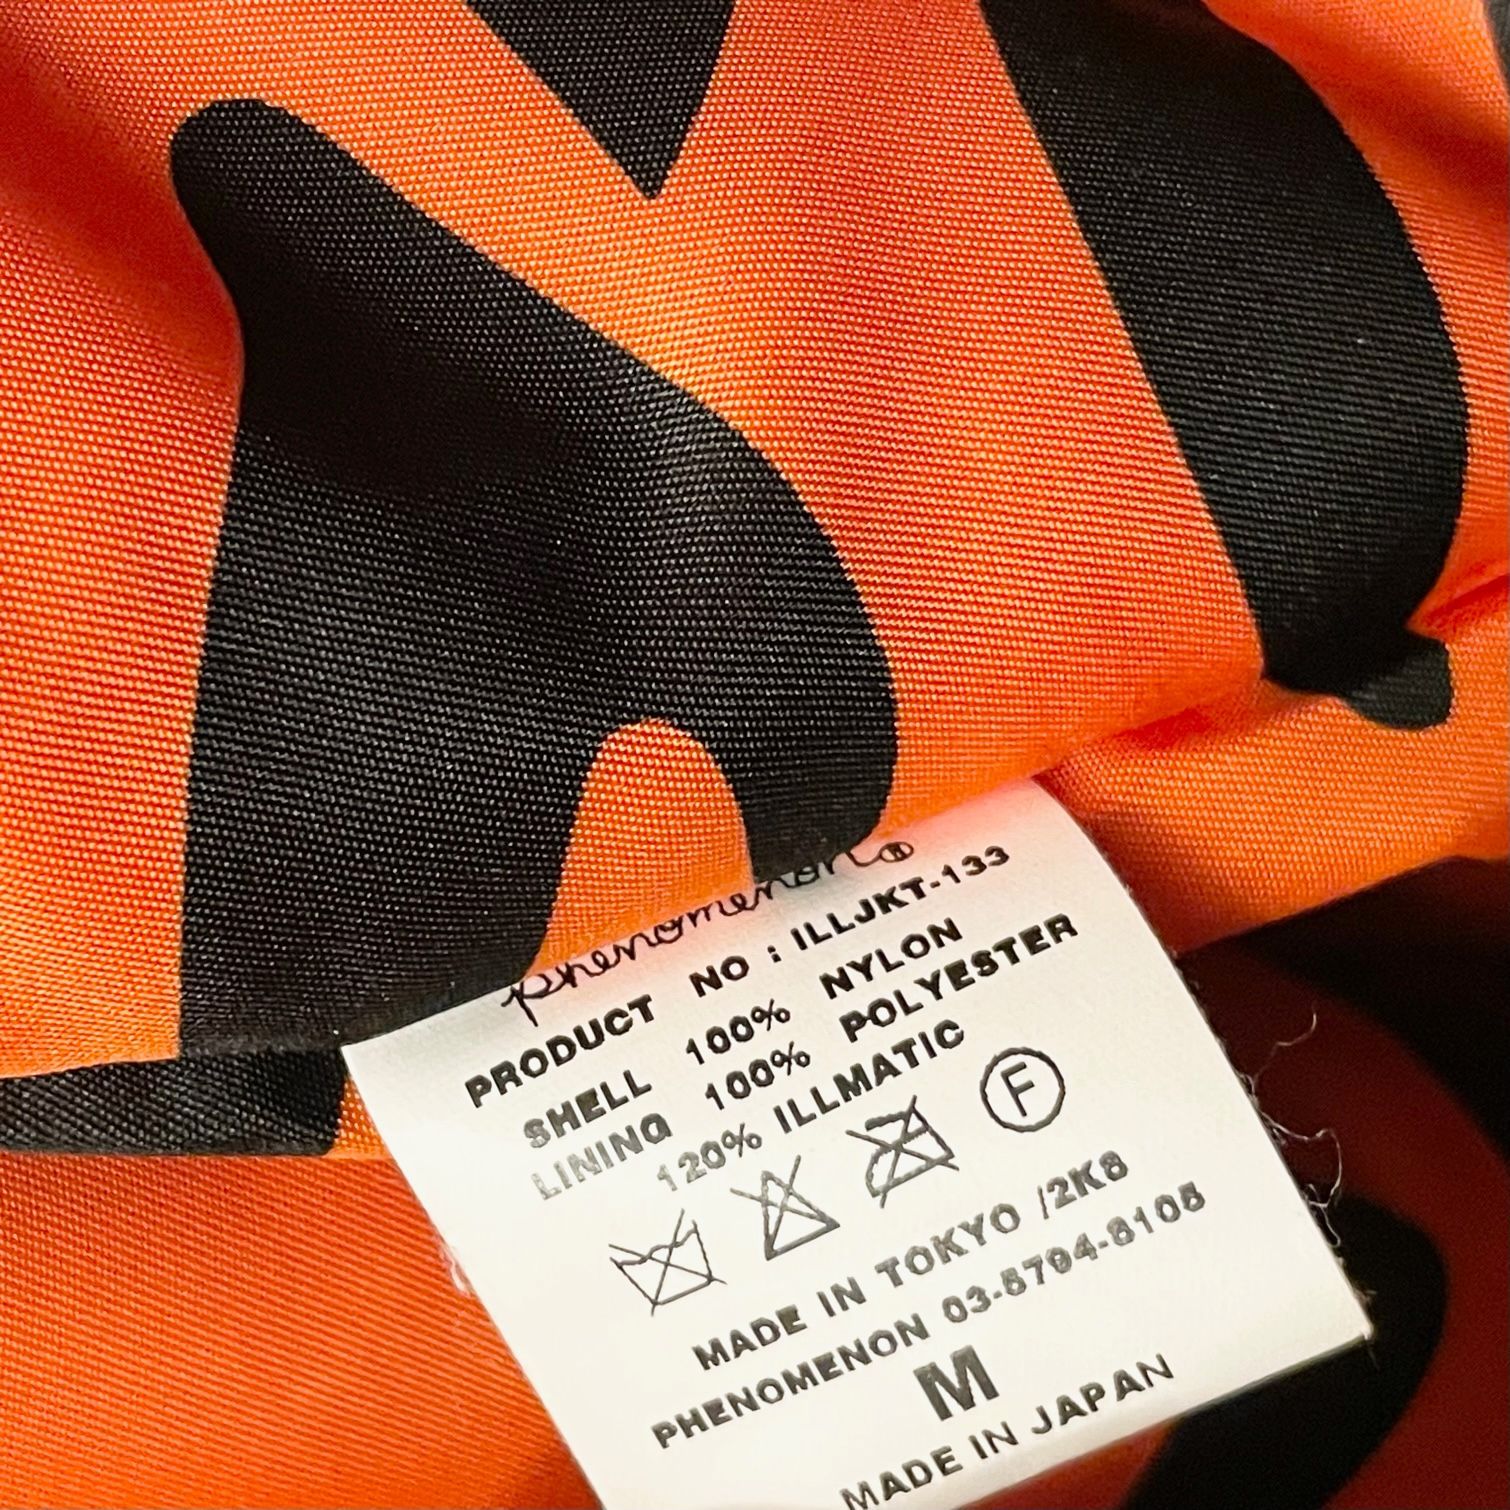 phenomenon®
PRODUCT NO : ILLJKT-133
SHELL 100% NYLON
LINING 100% POLYESTER
120% ILLMATIC
F
MADE IN TOKYO /2K8
PHENOMENON 03-5794-8105
M
MADE IN JAPAN